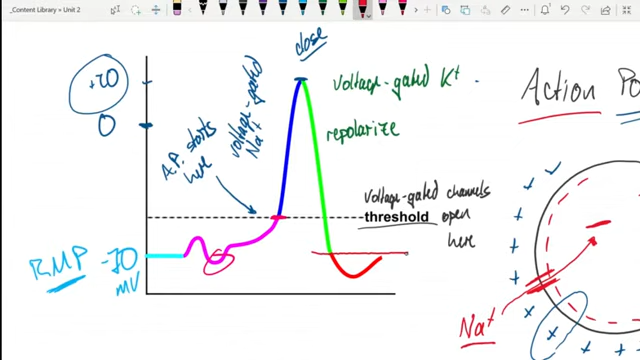 _Content Library » Unit 2
close
+20
0
A.P. starts
here
voltage-gated
Na+
voltage-gated K+
repolarize
voltage-gated channels
threshold open
here
RMP -70
mV
Action Po
Na+